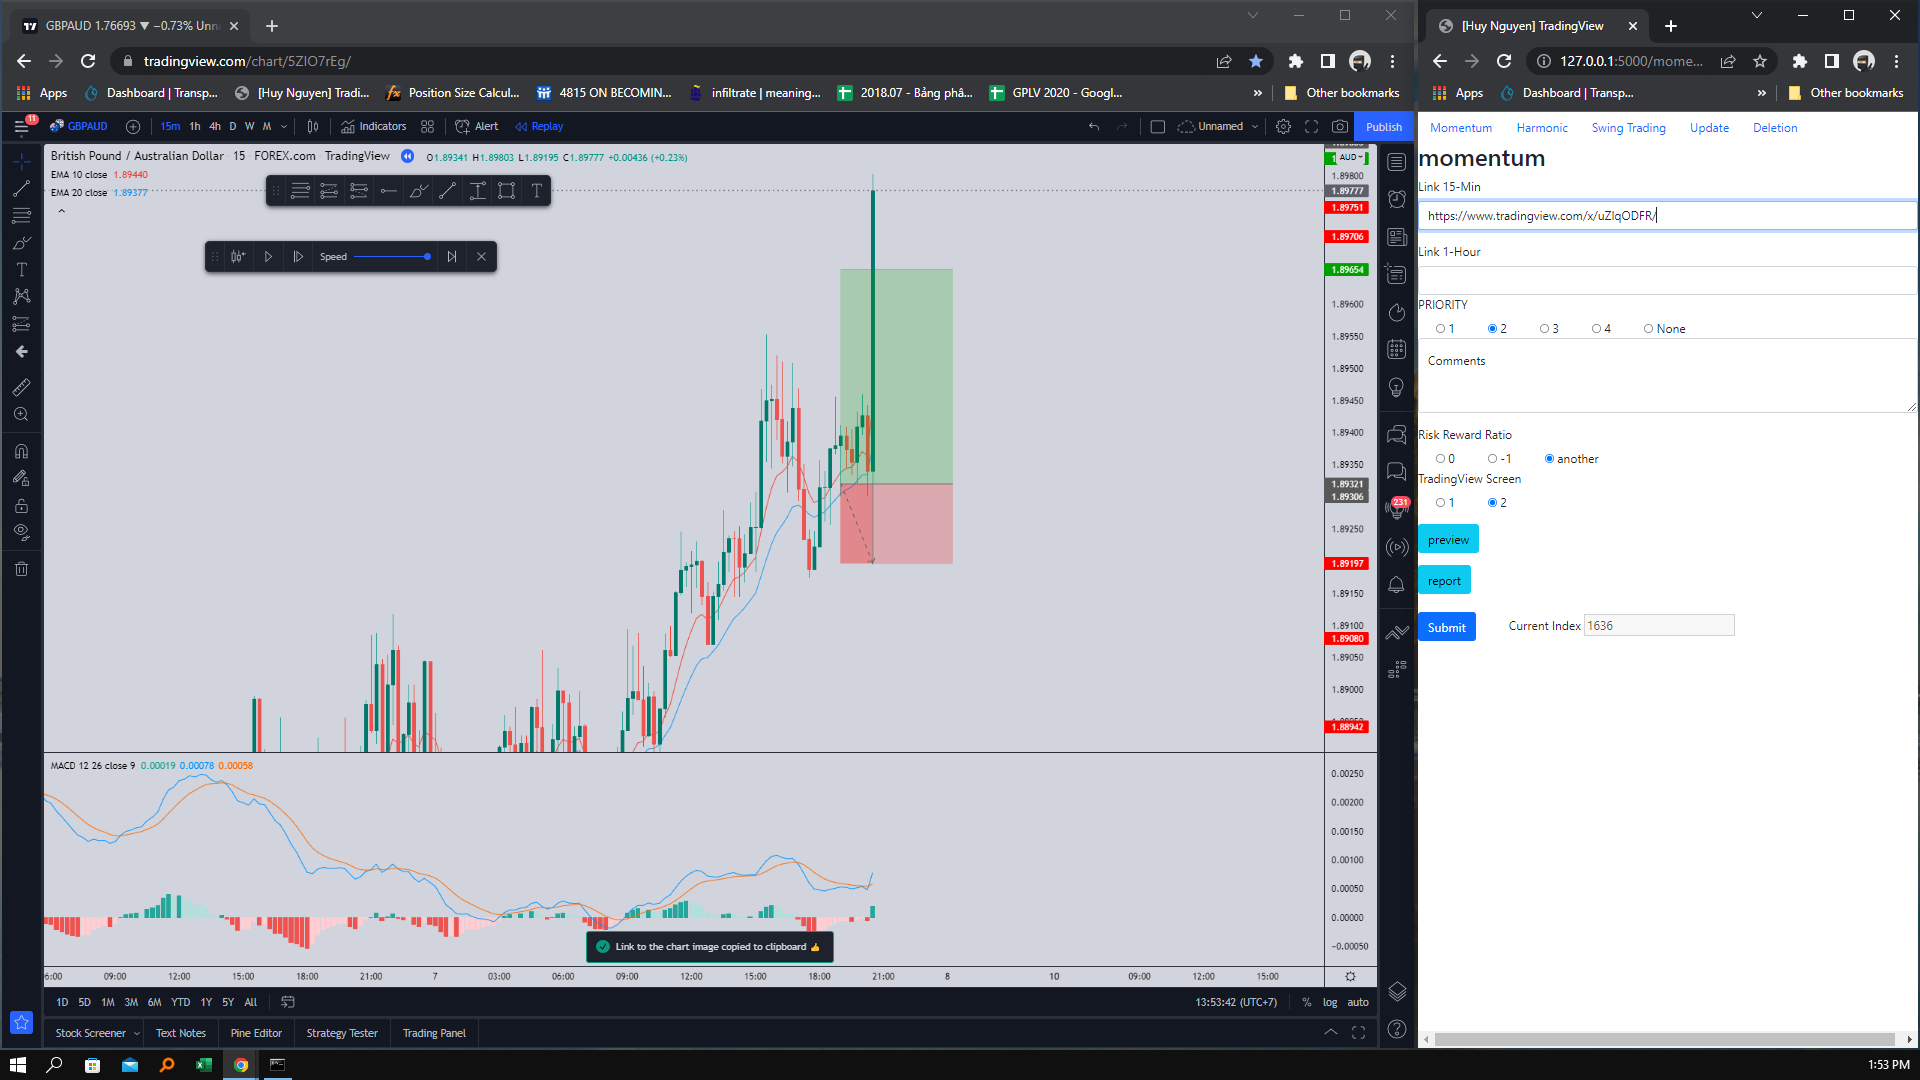 GBPAUD 1.76693 ▼ −0.73% Unn
tradingview.com/chart/5ZIO7rEg/
Apps
Dashboard | Transp...
[Huy Nguyen] Tradi...
Position Size Calcul...
4815 ON BECOMIN...
infiltrate | meaning...
2018.07 - Bảng phâ...
GPLV 2020 - Googl...
»
Other bookmarks
11
GBPAUD
15m 1h 4h D W M
Indicators
Alert
Replay
Unnamed
Publish
British Pound / Australian Dollar · 15 · FOREX.com · TradingView
O1.89341 H1.89803 L1.89195 C1.89777 +0.00436 (+0.23%)
EMA 10 close 1.89440
EMA 20 close 1.89377
Speed
AUD
1.89800
1.89777
1.89751
1.89706
1.89654
1.89600
1.89550
1.89500
1.89450
1.89400
1.89350
1.89321
1.89306
1.89250
1.89197
1.89150
1.89100
1.89080
1.89050
1.89000
1.88942
MACD 12 26 close 9 0.00019 0.00078 0.00058
0.00250
0.00200
0.00150
0.00100
0.00050
0.00000
−0.00050
Link to the chart image copied to clipboard 👍
6:00 09:00 12:00 15:00 18:00 21:00 7 03:00 06:00 09:00 12:00 15:00 18:00 21:00 8 10 09:00 12:00 15:00
1D 5D 1M 3M 6M YTD 1Y 5Y All
13:53:42 (UTC+7) % log auto
Stock Screener
Text Notes
Pine Editor
Strategy Tester
Trading Panel
231
[Huy Nguyen] TradingView
127.0.0.1:5000/mome...
Apps
Dashboard | Transp...
»
Other bookmarks
Momentum Harmonic Swing Trading Update Deletion
momentum
Link 15-Min
https://www.tradingview.com/x/uZIqODFR/
Link 1-Hour
PRIORITY
1 2 3 4 None
Comments
Risk Reward Ratio
0 -1 another
TradingView Screen
1 2
preview
report
Submit
Current Index 1636
1:53 PM